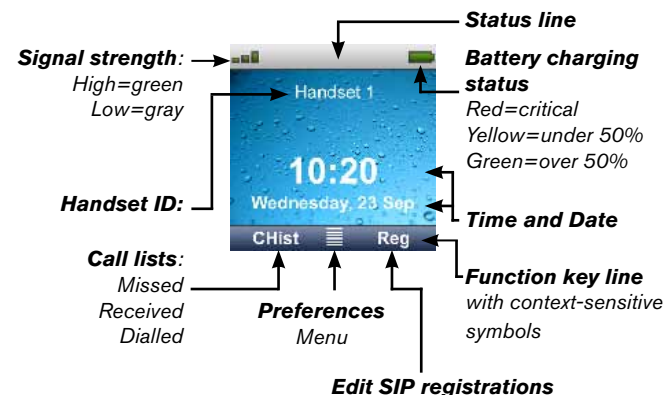 Status line
Signal strength:
High=green
Low=gray
Battery charging
status
Red=critical
Yellow=under 50%
Green=over 50%
Handset 1
10:20
Wednesday, 23 Sep
Handset ID:
Time and Date
CHist
Reg
Call lists:
Missed
Received
Dialled
Preferences
Menu
Function key line
with context-sensitive
symbols
Edit SIP registrations